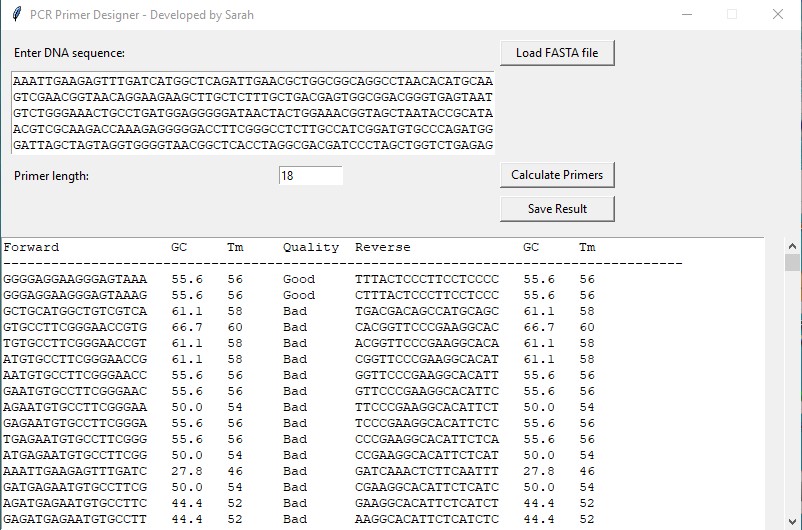 PCR Primer Designer - Developed by Sarah
Enter DNA sequence:
Load FASTA file
AAATTGAAGAGTTTGATCATGGCTCAGATTGAACGCTGGCGGCAGGCCTAACACATGCAA
GTCGAACGGTAACAGGAAGAAGCTTGCTCTTTGCTGACGAGTGGCGGACGGGTGAGTAAT
GTCTGGGAAACTGCCTGATGGAGGGGGATAACTACTGGAAACGGTAGCTAATACCGCATA
ACGTCGCAAGACCAAAGAGGGGGACCTTCGGGCCTCTTGCCATCGGATGTGCCCAGATGG
GATTAGCTAGTAGGTGGGGTAACGGCTCACCTAGGCGACGATCCCTAGCTGGTCTGAGAG
Primer length:
18
Calculate Primers
Save Result
Forward GC Tm Quality Reverse GC Tm
-------------------------------------------------------------------------------------
GGGGAGGAAGGGAGTAAA 55.6 56 Good TTTACTCCCTTCCTCCCC 55.6 56
GGGAGGAAGGGAGTAAAG 55.6 56 Good CTTTACTCCCTTCCTCCC 55.6 56
GCTGCATGGCTGTCGTCA 61.1 58 Bad TGACGACAGCCATGCAGC 61.1 58
GTGCCTTCGGGAACCGTG 66.7 60 Bad CACGGTTCCCGAAGGCAC 66.7 60
TGTGCCTTCGGGAACCGT 61.1 58 Bad ACGGTTCCCGAAGGCACA 61.1 58
ATGTGCCTTCGGGAACCG 61.1 58 Bad CGGTTCCCGAAGGCACAT 61.1 58
AATGTGCCTTCGGGAACC 55.6 56 Bad GGTTCCCGAAGGCACATT 55.6 56
GAATGTGCCTTCGGGAAC 55.6 56 Bad GTTCCCGAAGGCACATTC 55.6 56
AGAATGTGCCTTCGGGAA 50.0 54 Bad TTCCCGAAGGCACATTCT 50.0 54
GAGAATGTGCCTTCGGGA 55.6 56 Bad TCCCGAAGGCACATTCTC 55.6 56
TGAGAATGTGCCTTCGGG 55.6 56 Bad CCCGAAGGCACATTCTCA 55.6 56
ATGAGAATGTGCCTTCGG 50.0 54 Bad CCGAAGGCACATTCTCAT 50.0 54
AAATTGAAGAGTTTGATC 27.8 46 Bad GATCAAACTCTTCAATTT 27.8 46
GATGAGAATGTGCCTTCG 50.0 54 Bad CGAAGGCACATTCTCATC 50.0 54
AGATGAGAATGTGCCTTC 44.4 52 Bad GAAGGCACATTCTCATCT 44.4 52
GAGATGAGAATGTGCCTT 44.4 52 Bad AAGGCACATTCTCATCTC 44.4 52